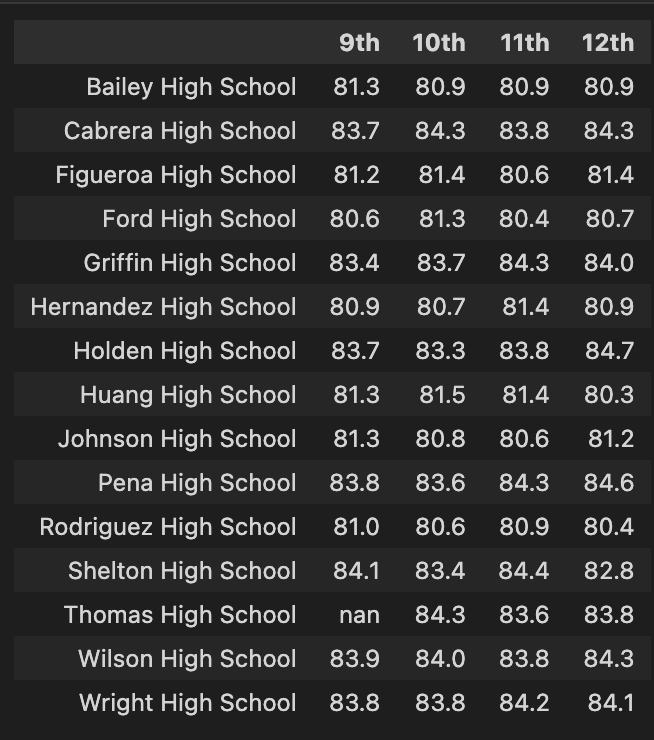 9th 10th 11th 12th
Bailey High School 81.3 80.9 80.9 80.9
Cabrera High School 83.7 84.3 83.8 84.3
Figueroa High School 81.2 81.4 80.6 81.4
Ford High School 80.6 81.3 80.4 80.7
Griffin High School 83.4 83.7 84.3 84.0
Hernandez High School 80.9 80.7 81.4 80.9
Holden High School 83.7 83.3 83.8 84.7
Huang High School 81.3 81.5 81.4 80.3
Johnson High School 81.3 80.8 80.6 81.2
Pena High School 83.8 83.6 84.3 84.6
Rodriguez High School 81.0 80.6 80.9 80.4
Shelton High School 84.1 83.4 84.4 82.8
Thomas High School nan 84.3 83.6 83.8
Wilson High School 83.9 84.0 83.8 84.3
Wright High School 83.8 83.8 84.2 84.1